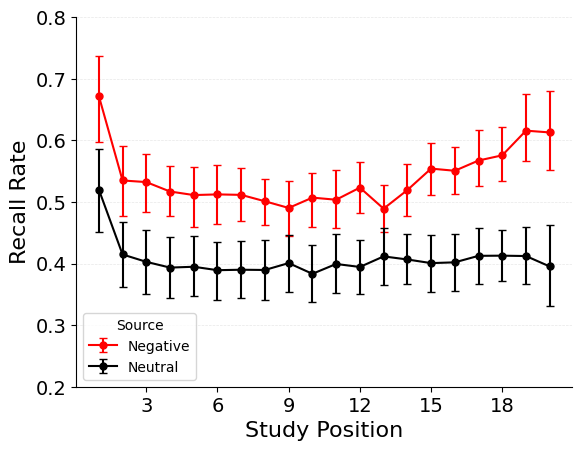 0.8
0.7
0.6
0.5
0.4
0.3
0.2
Recall Rate
Source
Negative
Neutral
3 6 9 12 15 18
Study Position